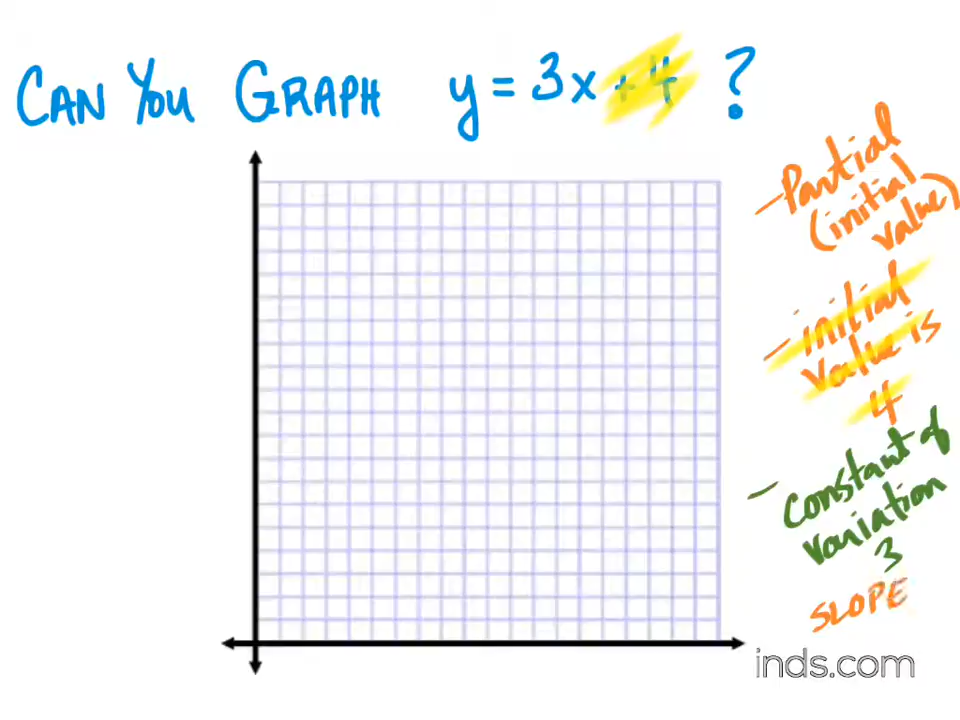 CAN YOU GRAPH y = 3x + 4 ?
- Partial
(initial
value)
- initial
value is
4
- constant of
variation
3
SLOPE
inds.com